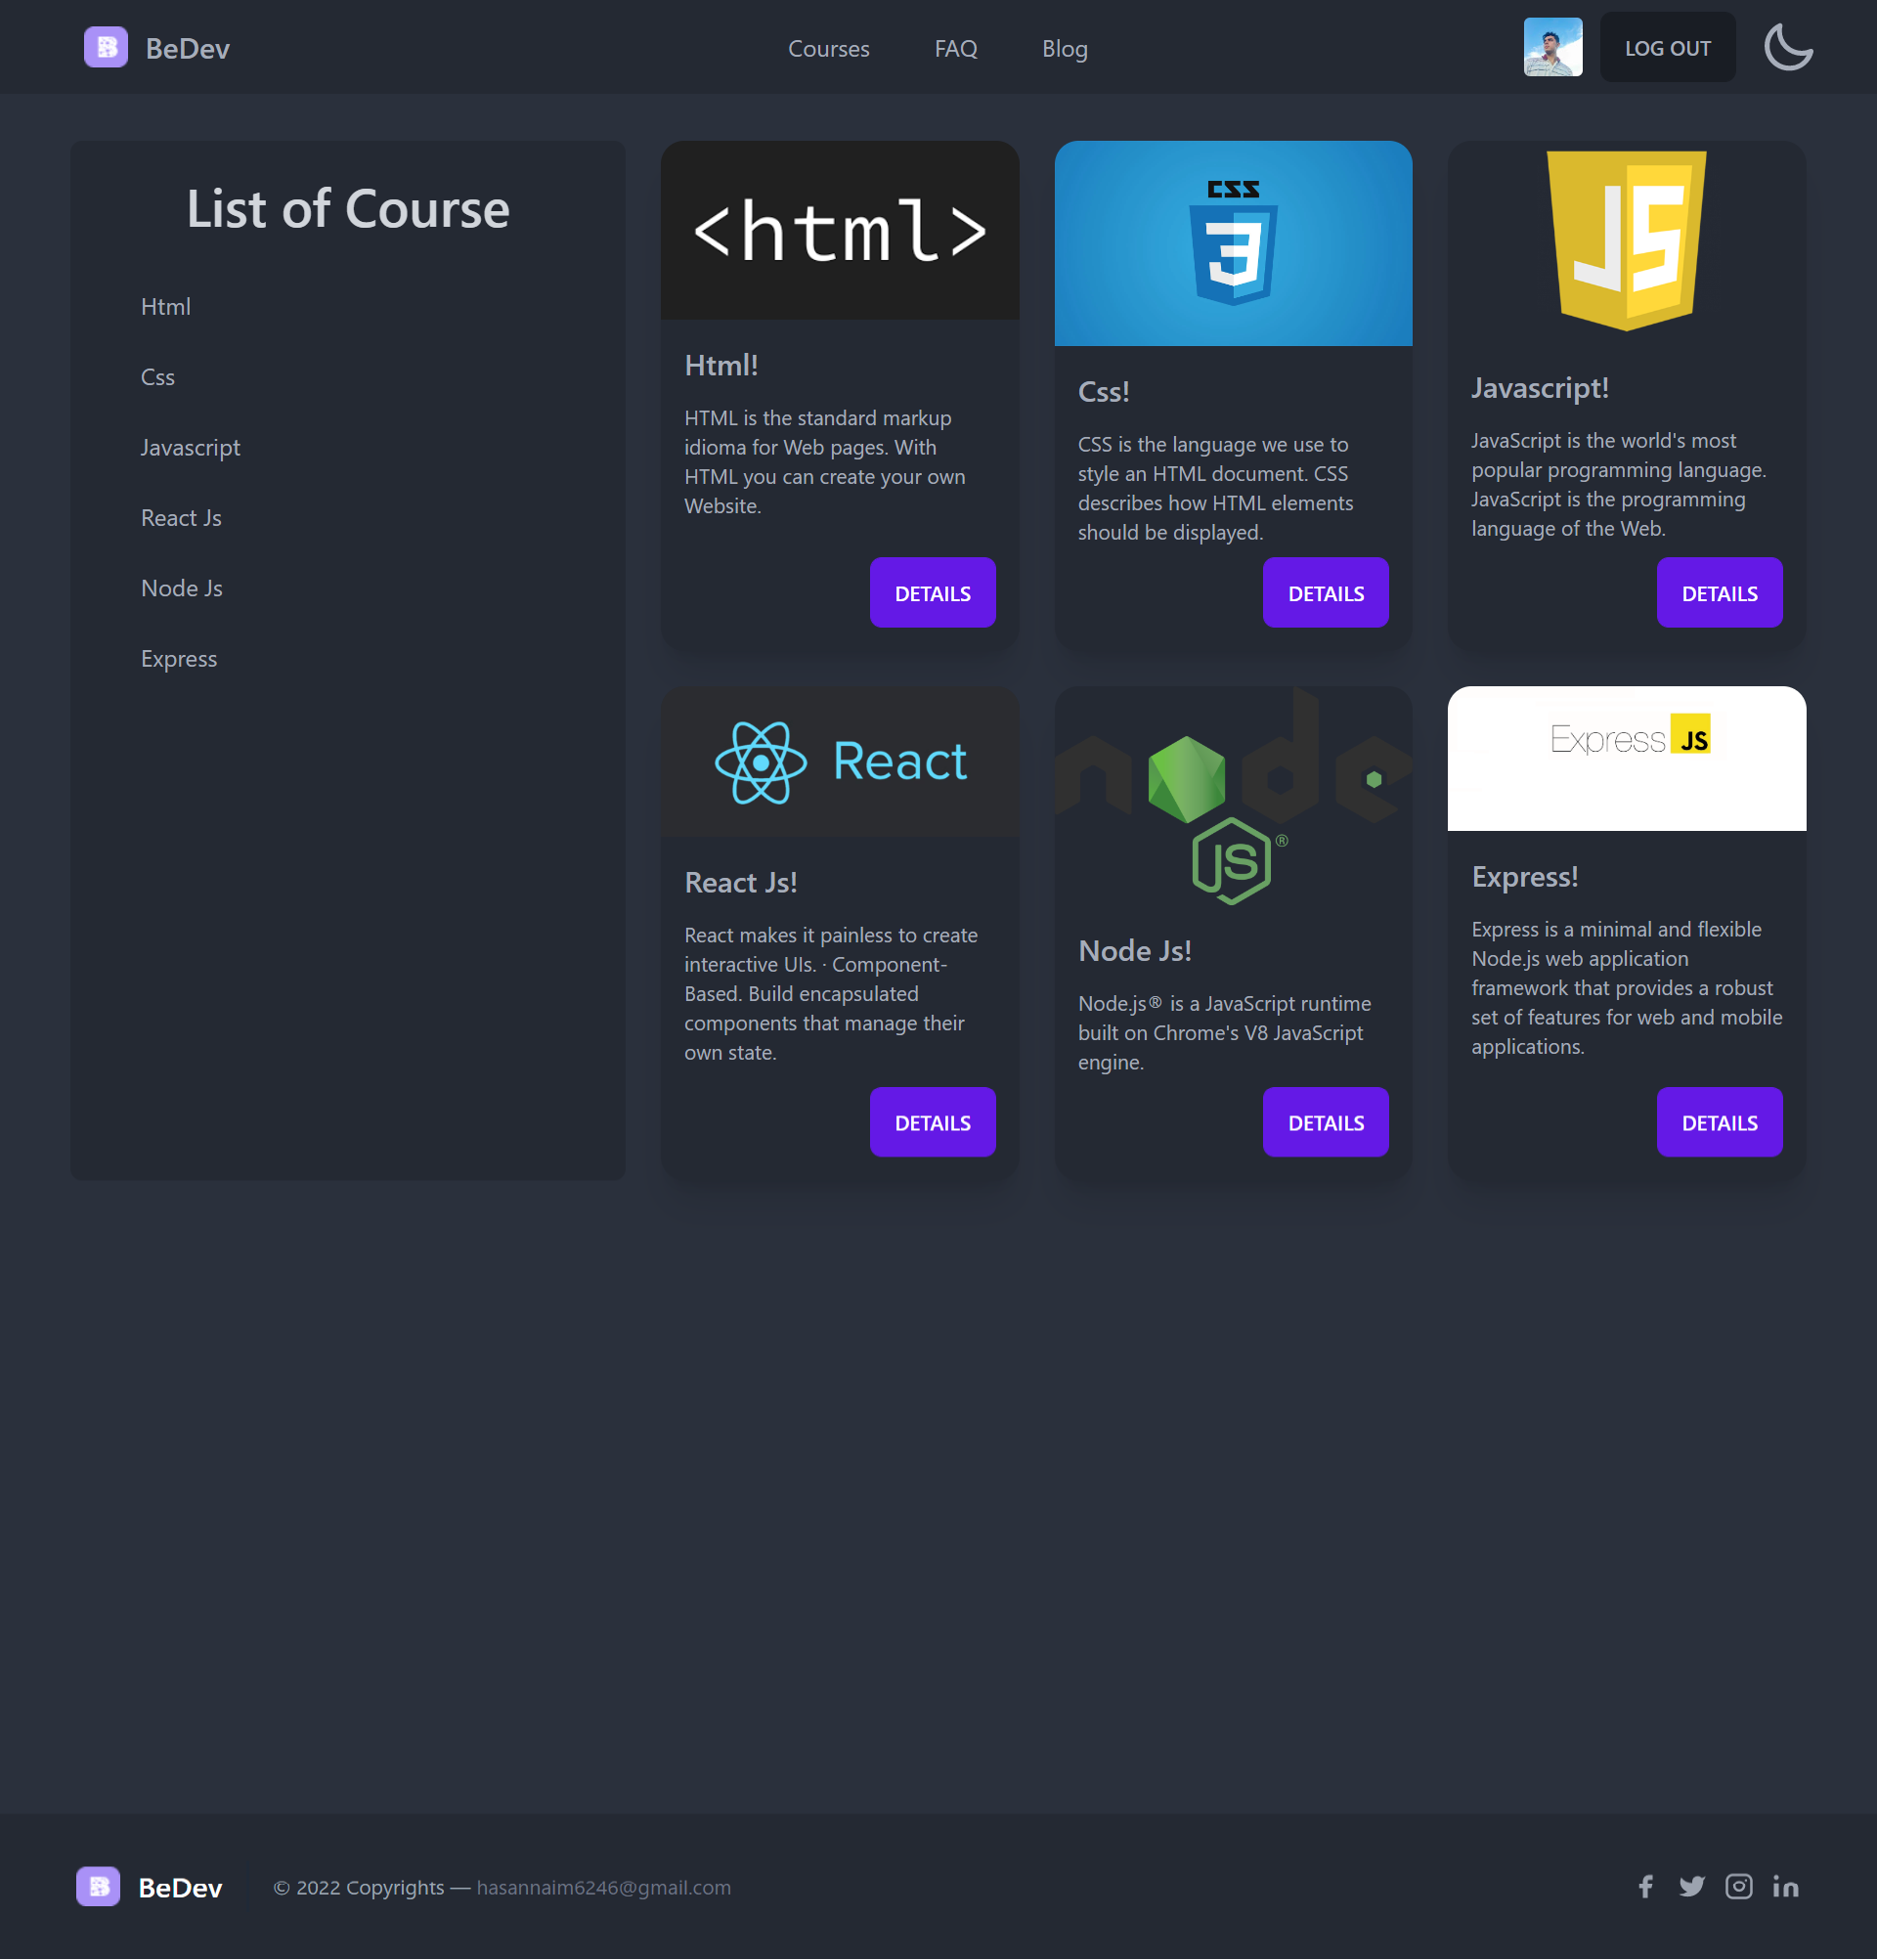 B BeDev
Courses
FAQ
Blog
LOG OUT
List of Course
Html
Css
Javascript
React Js
Node Js
Express
<html>
Html!
HTML is the standard markup
idioma for Web pages. With
HTML you can create your own
Website.
DETAILS
CSS
3
Css!
CSS is the language we use to
style an HTML document. CSS
describes how HTML elements
should be displayed.
DETAILS
JS
Javascript!
JavaScript is the world's most
popular programming language.
JavaScript is the programming
language of the Web.
DETAILS
React
React Js!
React makes it painless to create
interactive UIs. · Component-
Based. Build encapsulated
components that manage their
own state.
DETAILS
node
JS®
Node Js!
Node.js® is a JavaScript runtime
built on Chrome's V8 JavaScript
engine.
DETAILS
Express JS
Express!
Express is a minimal and flexible
Node.js web application
framework that provides a robust
set of features for web and mobile
applications.
DETAILS
B BeDev
© 2022 Copyrights — hasannaim6246@gmail.com